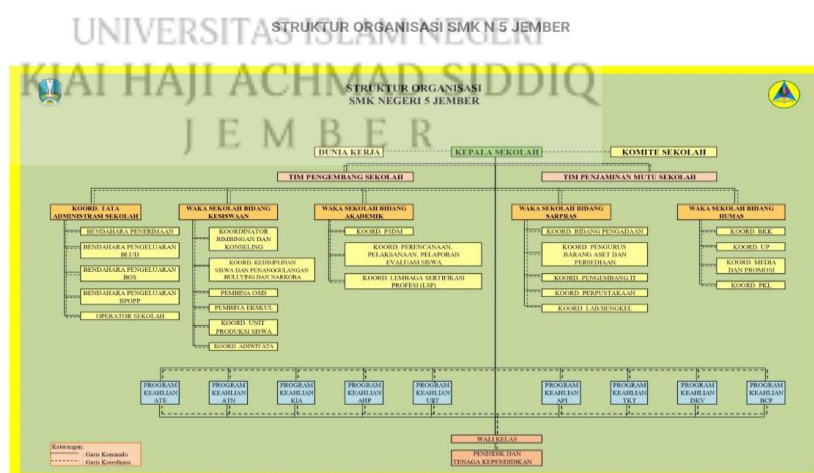 UNIVERSITAS ISLAM NEGERI
STRUKTUR ORGANISASI SMK N 5 JEMBER
KIAI HAJI ACHMAD SIDDIQ
JEMBER
STRUKTUR ORGANISASI
SMK NEGERI 5 JEMBER
DUNIA KERJA
KEPALA SEKOLAH
KOMITE SEKOLAH
TIM PENGEMBANG SEKOLAH
TIM PENJAMINAN MUTU SEKOLAH
KOORD. TATA
ADMINISTRASI SEKOLAH
BENDAHARA PENERIMAAN
BENDAHARA PENGELUARAN
BLUD
BENDAHARA PENGELUARAN
BOS
BENDAHARA PENGELUARAN
BPOPP
OPERATOR SEKOLAH
WAKA SEKOLAH BIDANG
KESISWAAN
KOORDINATOR
BIMBINGAN DAN
KONSELING
KOORD. KEDISIPLINAN
SISWA DAN PENANGGULANGAN
BULLYING DAN NARKOBA
PEMBINA OSIS
PEMBINA EKSKUL
KOORD. UNIT
PRODUKSI SISWA
KOORD. ADIWIYATA
WAKA SEKOLAH BIDANG
AKADEMIK
KOORD. PSDM
KOORD. PERENCANAAN,
PELAKSANAAN, PELAPORAN
EVALUASI SISWA
KOORD. LEMBAGA SERTIFIKASI
PROFESI (LSP)
WAKA SEKOLAH BIDANG
SARPRAS
KOORD. BIDANG PENGADAAN
KOORD. PENGURUS
BARANG ASET DAN
PERSEDIAAN
KOORD. PENGEMBANG IT
KOORD. PERPUSTAKAAN
KOORD. LAB/BENGKEL
WAKA SEKOLAH BIDANG
HUMAS
KOORD. BKK
KOORD. UP
KOORD. MEDIA
DAN PROMOSI
KOORD. PKL
PROGRAM
KEAHLIAN
ATE
PROGRAM
KEAHLIAN
ATN
PROGRAM
KEAHLIAN
KIA
PROGRAM
KEAHLIAN
AHP
PROGRAM
KEAHLIAN
PROGRAM
KEAHLIAN
API
PROGRAM
KEAHLIAN
TKT
PROGRAM
KEAHLIAN
DKV
PROGRAM
KEAHLIAN
BCP
WALI KELAS
PENDIDIK DAN
TENAGA KEPENDIDIKAN
Keterangan:
: Garis Komando
: Garis Koordinasi